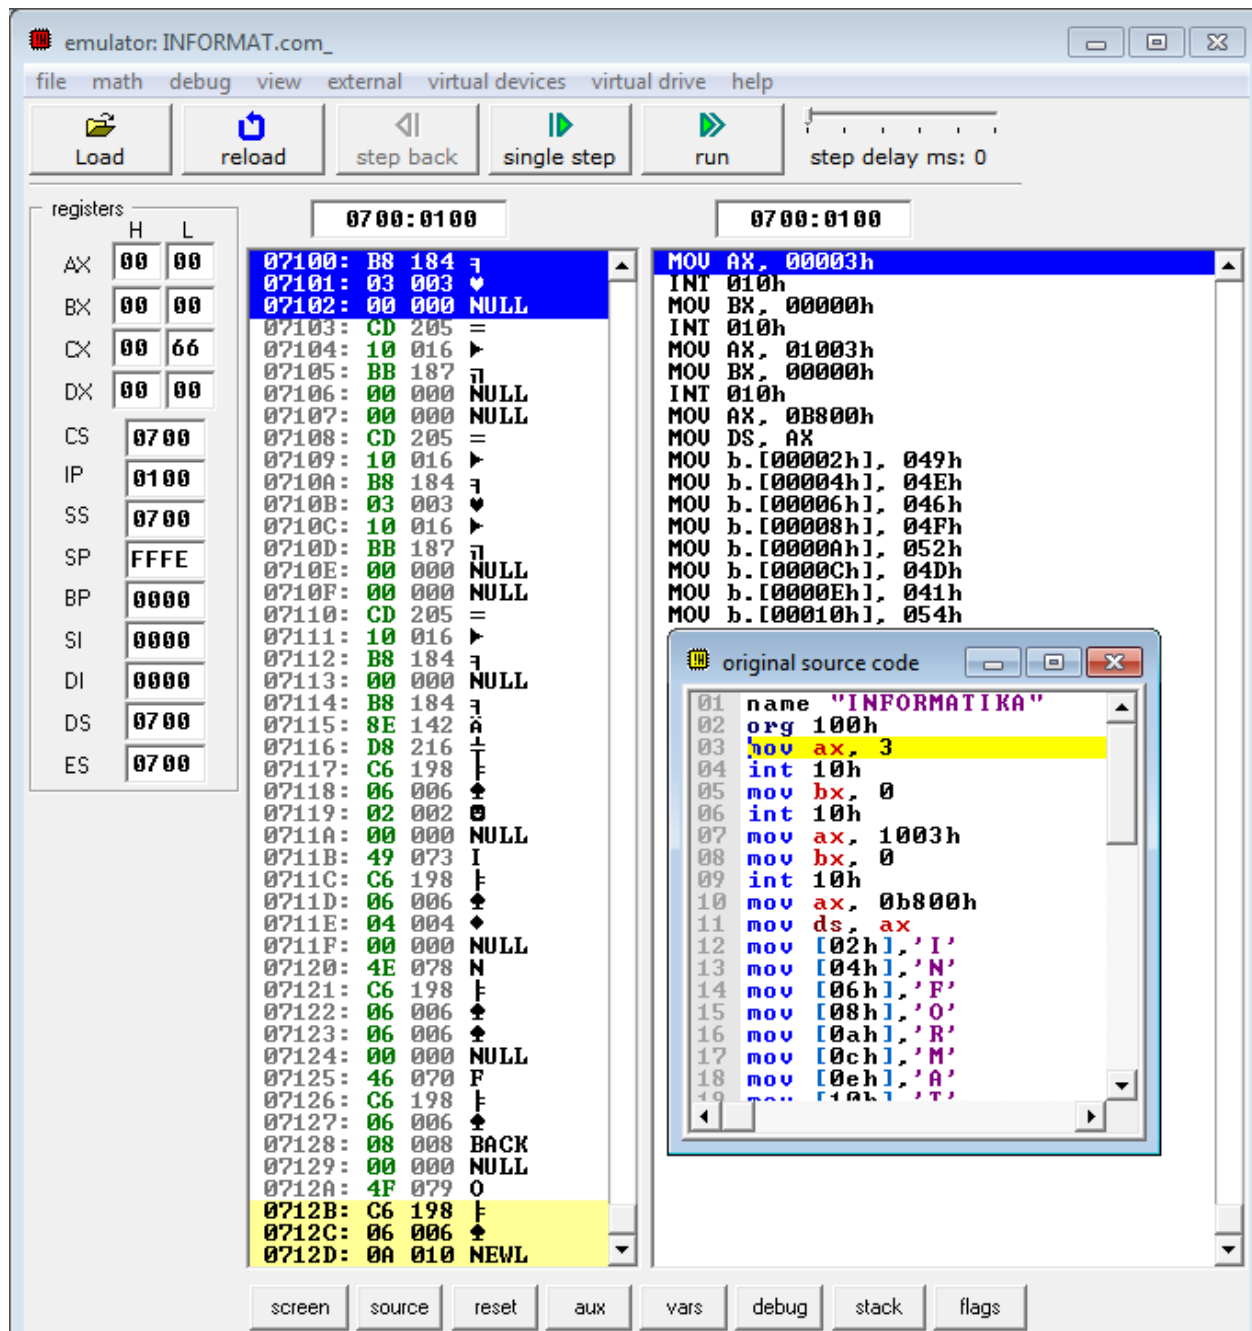 emulator: INFORMAT.com_
file math debug view external virtual devices virtual drive help
Load reload step back single step run step delay ms: 0
registers
H L
0700:0100 0700:0100
AX 00 00
BX 00 00
CX 00 66
DX 00 00
CS 0700
IP 0100
SS 0700
SP FFFE
BP 0000
SI 0000
DI 0000
DS 0700
ES 0700
07100: B8 184 ╕
07101: 03 003 ♥
07102: 00 000 NULL
07103: CD 205 =
07104: 10 016 ►
07105: BB 187 ╗
07106: 00 000 NULL
07107: 00 000 NULL
07108: CD 205 =
07109: 10 016 ►
0710A: B8 184 ╕
0710B: 03 003 ♥
0710C: 10 016 ►
0710D: BB 187 ╗
0710E: 00 000 NULL
0710F: 00 000 NULL
07110: CD 205 =
07111: 10 016 ►
07112: B8 184 ╕
07113: 00 000 NULL
07114: B8 184 ╕
07115: 8E 142 Ä
07116: D8 216 ╪
07117: C6 198 ╞
07118: 06 006 ♠
07119: 02 002 ☻
0711A: 00 000 NULL
0711B: 49 073 I
0711C: C6 198 ╞
0711D: 06 006 ♠
0711E: 04 004 ♦
0711F: 00 000 NULL
07120: 4E 078 N
07121: C6 198 ╞
07122: 06 006 ♠
07123: 06 006 ♠
07124: 00 000 NULL
07125: 46 070 F
07126: C6 198 ╞
07127: 06 006 ♠
07128: 08 008 BACK
07129: 00 000 NULL
0712A: 4F 079 O
0712B: C6 198 ╞
0712C: 06 006 ♠
0712D: 0A 010 NEWL
MOV AX, 00003h
INT 010h
MOV BX, 00000h
INT 010h
MOV AX, 01003h
MOV BX, 00000h
INT 010h
MOV AX, 0B800h
MOV DS, AX
MOV b.[00002h], 049h
MOV b.[00004h], 04Eh
MOV b.[00006h], 046h
MOV b.[00008h], 04Fh
MOV b.[0000Ah], 052h
MOV b.[0000Ch], 04Dh
MOV b.[0000Eh], 041h
MOV b.[00010h], 054h
original source code
01 name "INFORMATIKA"
02 org 100h
03 mov ax, 3
04 int 10h
05 mov bx, 0
06 int 10h
07 mov ax, 1003h
08 mov bx, 0
09 int 10h
10 mov ax, 0b800h
11 mov ds, ax
12 mov [02h],'I'
13 mov [04h],'N'
14 mov [06h],'F'
15 mov [08h],'O'
16 mov [0ah],'R'
17 mov [0ch],'M'
18 mov [0eh],'A'
19 mov [10h],'T'
screen source reset aux vars debug stack flags